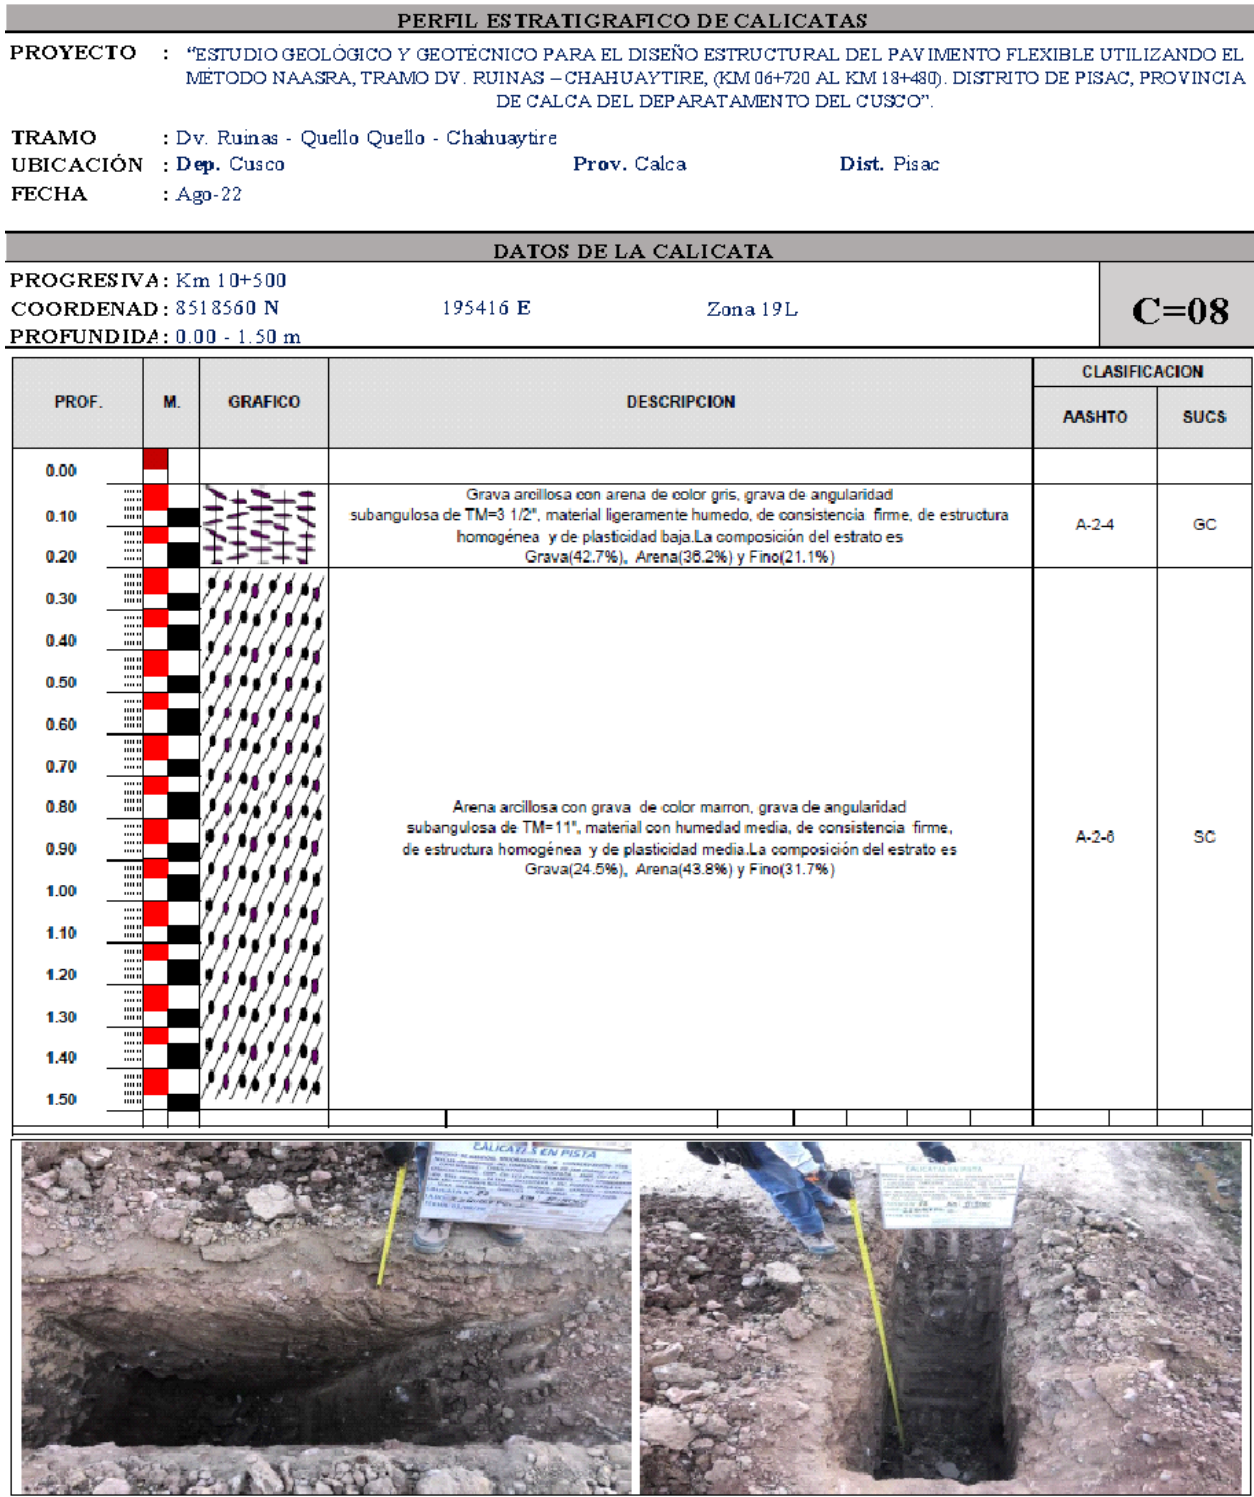 PERFIL ESTRATIGRAFICO DE CALICATAS
PROYECTO : "ESTUDIO GEOLÓGICO Y GEOTÉCNICO PARA EL DISEÑO ESTRUCTURAL DEL PAVIMENTO FLEXIBLE UTILIZANDO EL
MÉTODO NAASRA, TRAMO DV. RUINAS – CHAHUAYTIRE, (KM 06+720 AL KM 18+480). DISTRITO DE PISAC, PROVINCIA
DE CALCA DEL DEPARATAMENTO DEL CUSCO".
TRAMO : Dv. Ruinas - Quello Quello - Chahuaytire
UBICACIÓN : Dep. Cusco Prov. Calca Dist. Pisac
FECHA : Ago-22
DATOS DE LA CALICATA
PROGRESIVA: Km 10+500
COORDENAD: 8518560 N 195416 E Zona 19L
PROFUNDIDA: 0.00 - 1.50 m
C=08
PROF. M. GRAFICO DESCRIPCION CLASIFICACION
AASHTO SUCS
0.00
0.10
0.20
Grava arcillosa con arena de color gris, grava de angularidad
subangulosa de TM=3 1/2", material ligeramente humedo, de consistencia firme, de estructura
homogénea y de plasticidad baja.La composición del estrato es
Grava(42.7%), Arena(36.2%) y Fino(21.1%)
A-2-4 GC
0.30
0.40
0.50
0.60
0.70
0.80
0.90
1.00
1.10
1.20
1.30
1.40
1.50
Arena arcillosa con grava de color marron, grava de angularidad
subangulosa de TM=11", material con humedad media, de consistencia firme,
de estructura homogénea y de plasticidad media.La composición del estrato es
Grava(24.5%), Arena(43.8%) y Fino(31.7%)
A-2-6 SC
CALICATAS EN PISTA
CALICATAS EN PISTA